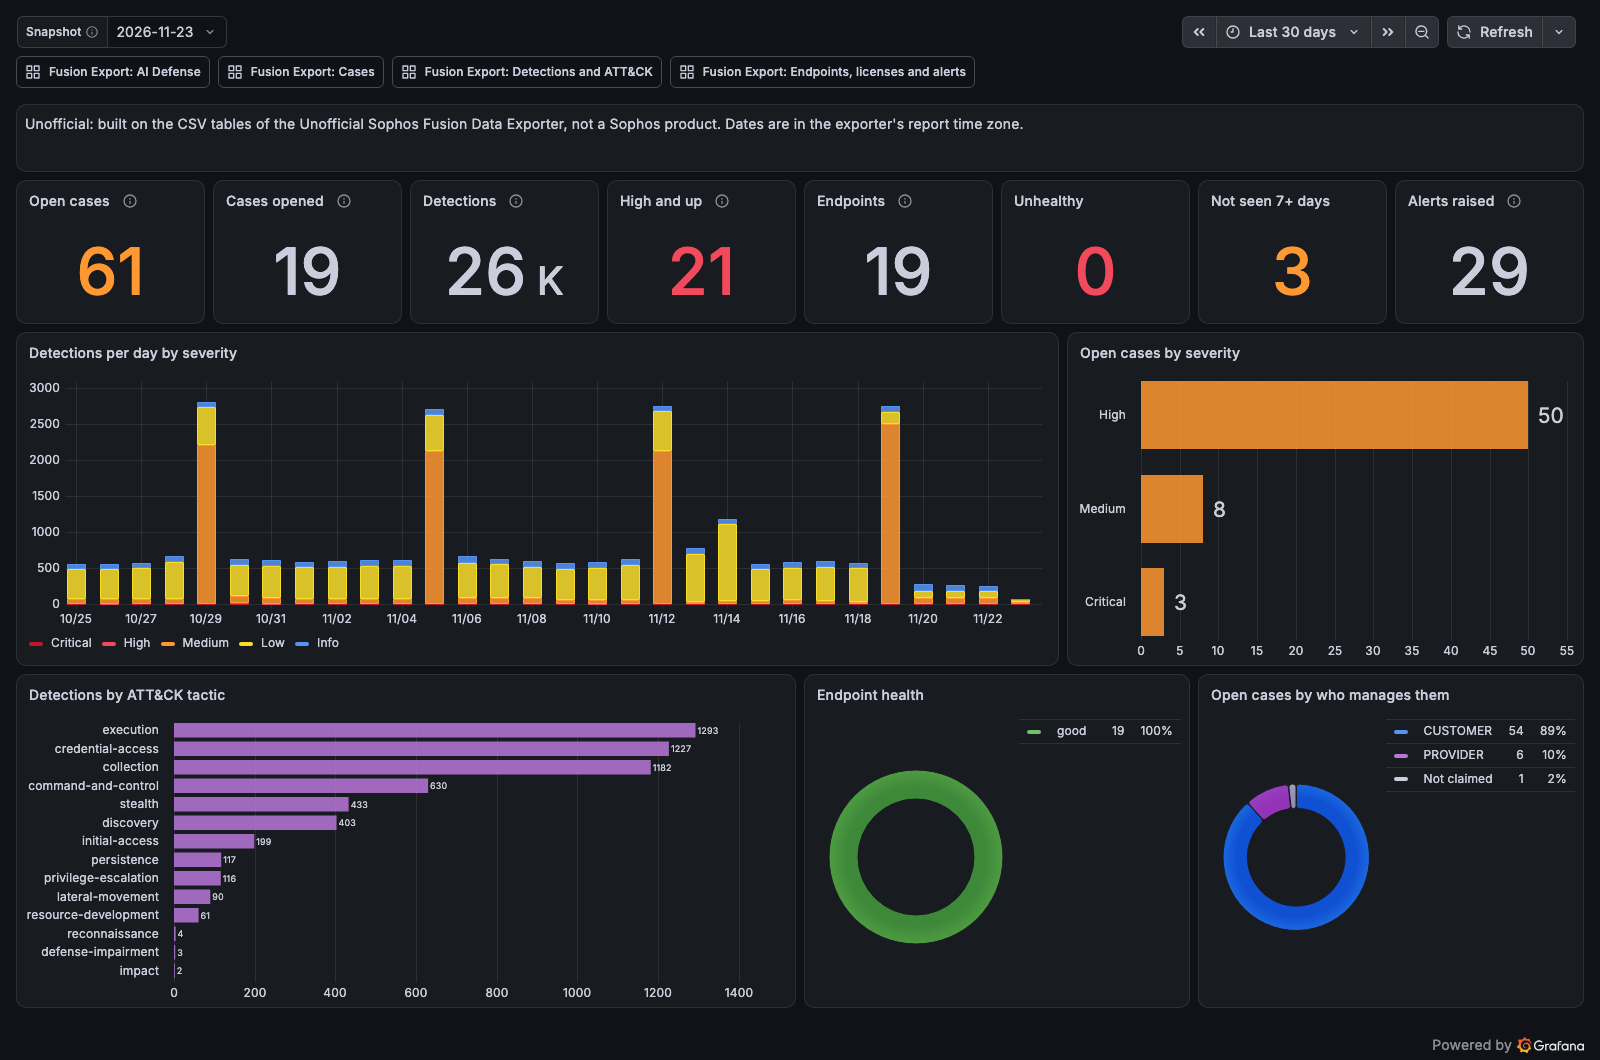 Snapshot 2026-11-23
Last 30 days
Refresh
Fusion Export: AI Defense
Fusion Export: Cases
Fusion Export: Detections and ATT&CK
Fusion Export: Endpoints, licenses and alerts
Unofficial: built on the CSV tables of the Unofficial Sophos Fusion Data Exporter, not a Sophos product. Dates are in the exporter's report time zone.
Open cases
61
Cases opened
19
Detections
26 K
High and up
21
Endpoints
19
Unhealthy
0
Not seen 7+ days
3
Alerts raised
29
Detections per day by severity
3000
2500
2000
1500
1000
500
0
10/25 10/27 10/29 10/31 11/02 11/04 11/06 11/08 11/10 11/12 11/14 11/16 11/18 11/20 11/22
Critical High Medium Low Info
Open cases by severity
High 50
Medium 8
Critical 3
0 5 10 15 20 25 30 35 40 45 50 55
Detections by ATT&CK tactic
execution 1293
credential-access 1227
collection 1182
command-and-control 630
stealth 433
discovery 403
initial-access 199
persistence 117
privilege-escalation 116
lateral-movement 90
resource-development 61
reconnaissance 4
defense-impairment 3
impact 2
0 200 400 600 800 1000 1200 1400
Endpoint health
good 19 100%
Open cases by who manages them
CUSTOMER 54 89%
PROVIDER 6 10%
Not claimed 1 2%
Powered by Grafana